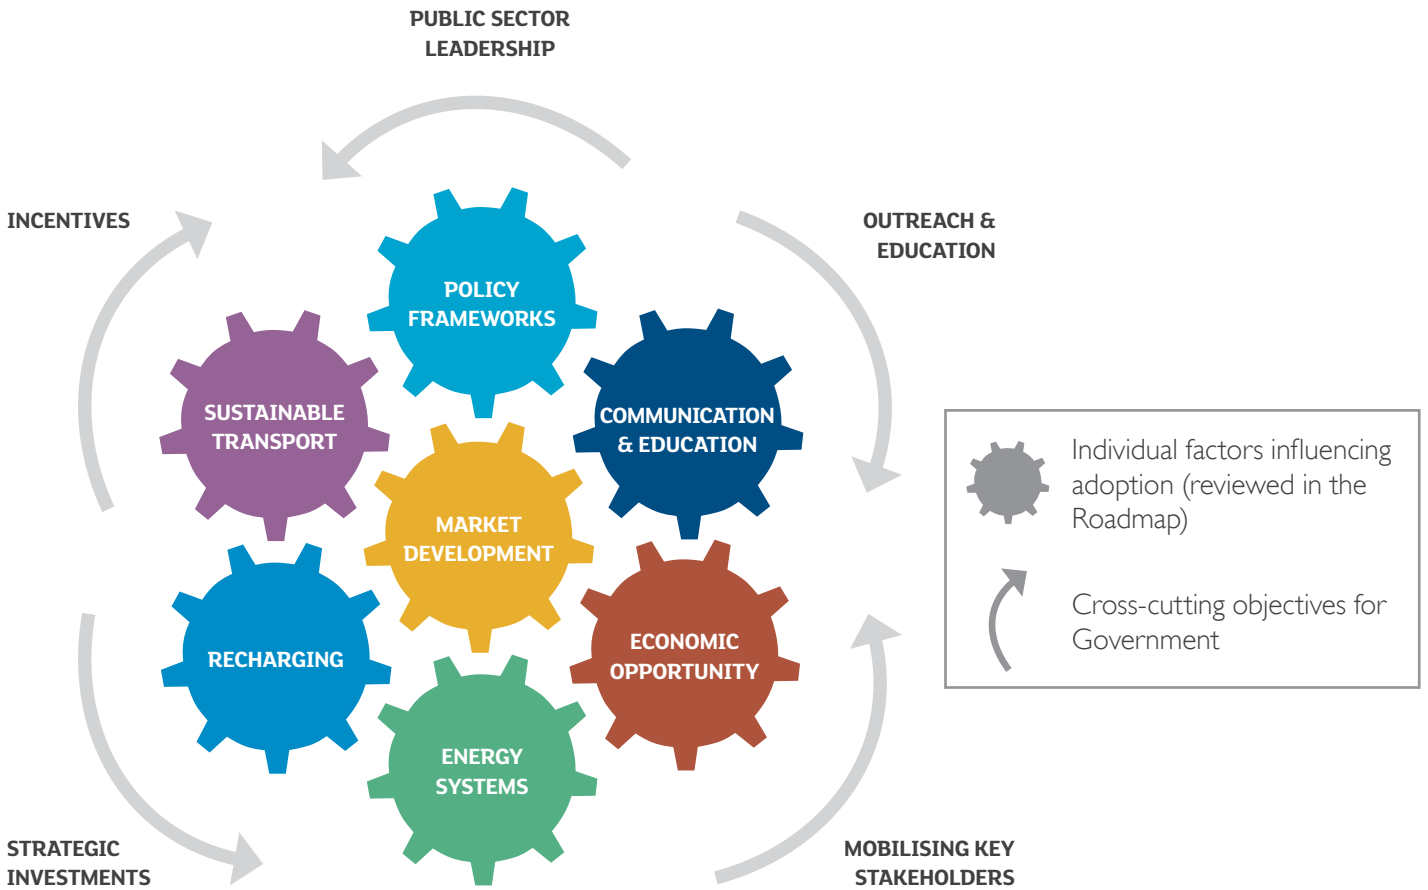 PUBLIC SECTOR
LEADERSHIP
INCENTIVES
OUTREACH &
EDUCATION
POLICY
FRAMEWORKS
SUSTAINABLE
TRANSPORT
COMMUNICATION
& EDUCATION
MARKET
DEVELOPMENT
RECHARGING
ECONOMIC
OPPORTUNITY
ENERGY
SYSTEMS
STRATEGIC
INVESTMENTS
MOBILISING KEY
STAKEHOLDERS
Individual factors influencing
adoption (reviewed in the
Roadmap)
Cross-cutting objectives for
Government